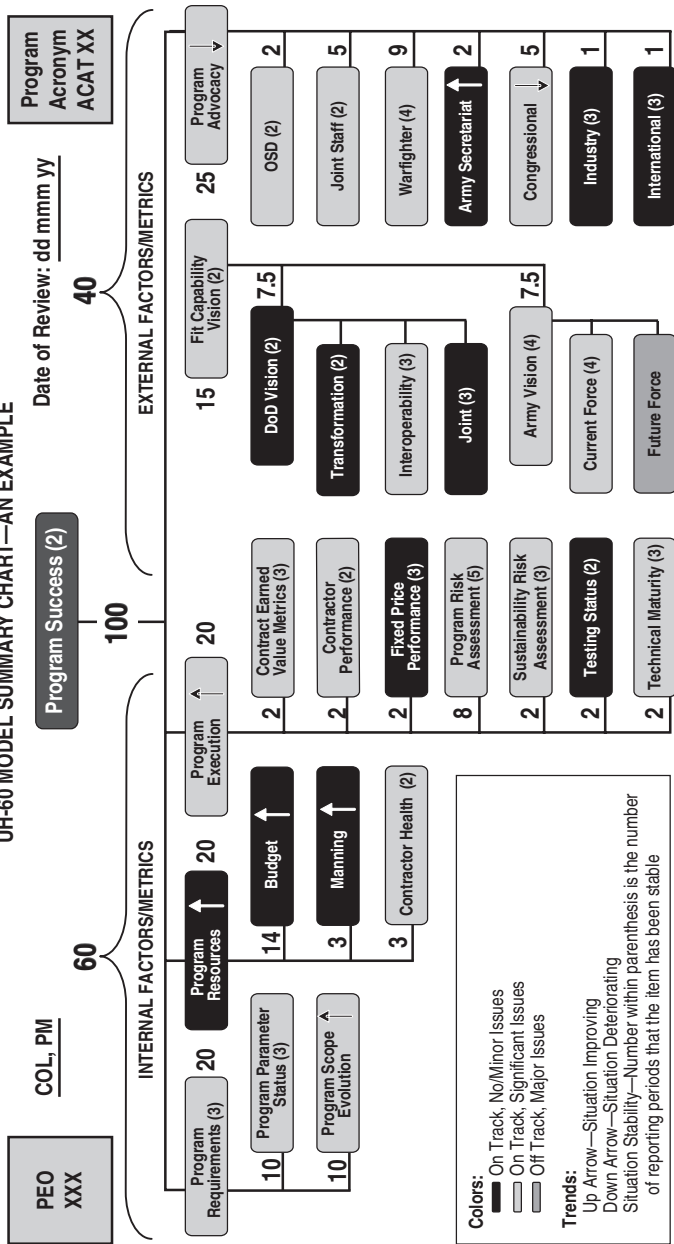 UH-60 MODEL SUMMARY CHART—AN EXAMPLE
PEO
XXX
COL, PM
Program Success (2)
Date of Review: dd mmm yy
Program
Acronym
ACAT XX
60
100
40
INTERNAL FACTORS/METRICS
EXTERNAL FACTORS/METRICS
20
Program
Requirements (3)
10
Program Parameter
Status (3)
10
Program Scope
Evolution
20
Program
Resources
14
Budget
3
Manning
3
Contractor Health (2)
20
Program
Execution
2
Contract Earned
Value Metrics (3)
2
Contractor
Performance (2)
2
Fixed Price
Performance (3)
8
Program Risk
Assessment (5)
2
Sustainability Risk
Assessment (3)
2
Testing Status (2)
2
Technical Maturity (3)
15
Fit Capability
Vision (2)
7.5
DoD Vision (2)
Transformation (2)
Interoperability (3)
Joint (3)
7.5
Army Vision (4)
Current Force (4)
Future Force
25
Program
Advocacy
2
OSD (2)
5
Joint Staff (2)
9
Warfighter (4)
2
Army Secretariat
5
Congressional
1
Industry (3)
1
International (3)
Colors:
On Track, No/Minor Issues
On Track, Significant Issues
Off Track, Major Issues
Trends:
Up Arrow—Situation Improving
Down Arrow—Situation Deteriorating
Situation Stability—Number within parenthesis is the number
of reporting periods that the item has been stable